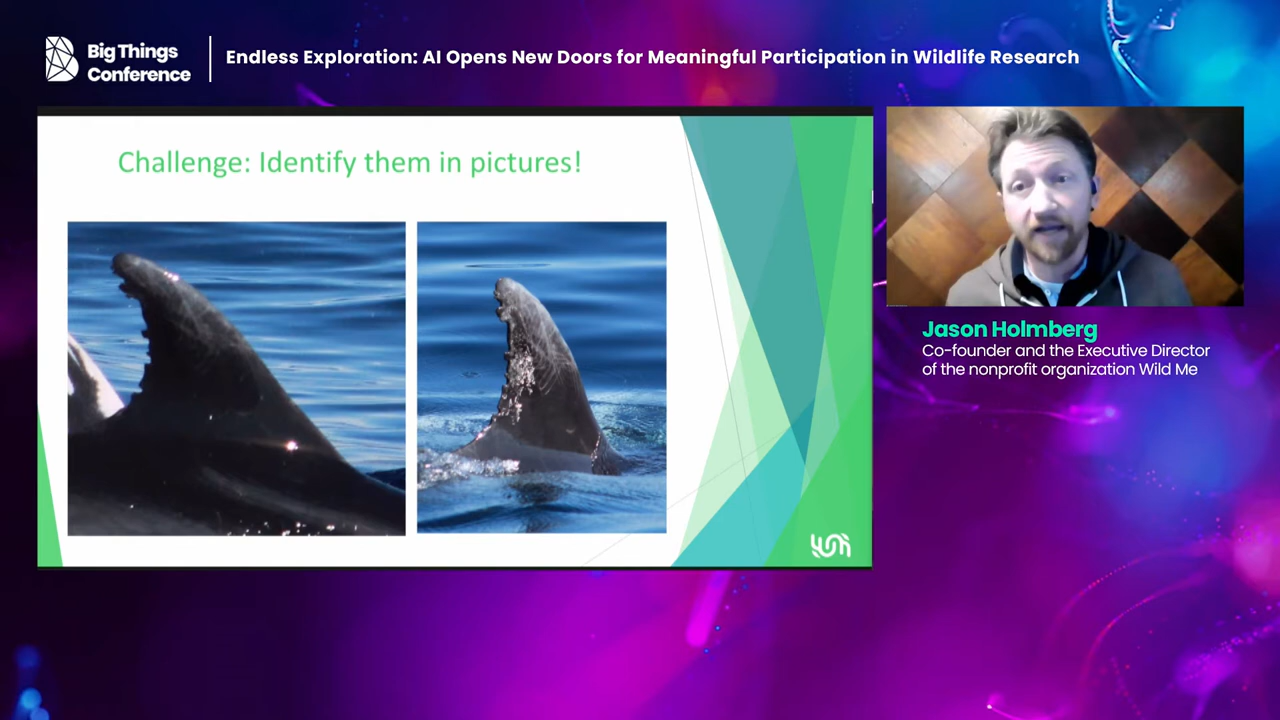 Big Things
Conference
Endless Exploration: AI Opens New Doors for Meaningful Participation in Wildlife Research
Challenge: Identify them in pictures!
Jason Holmberg
Co-founder and the Executive Director
of the nonprofit organization Wild Me